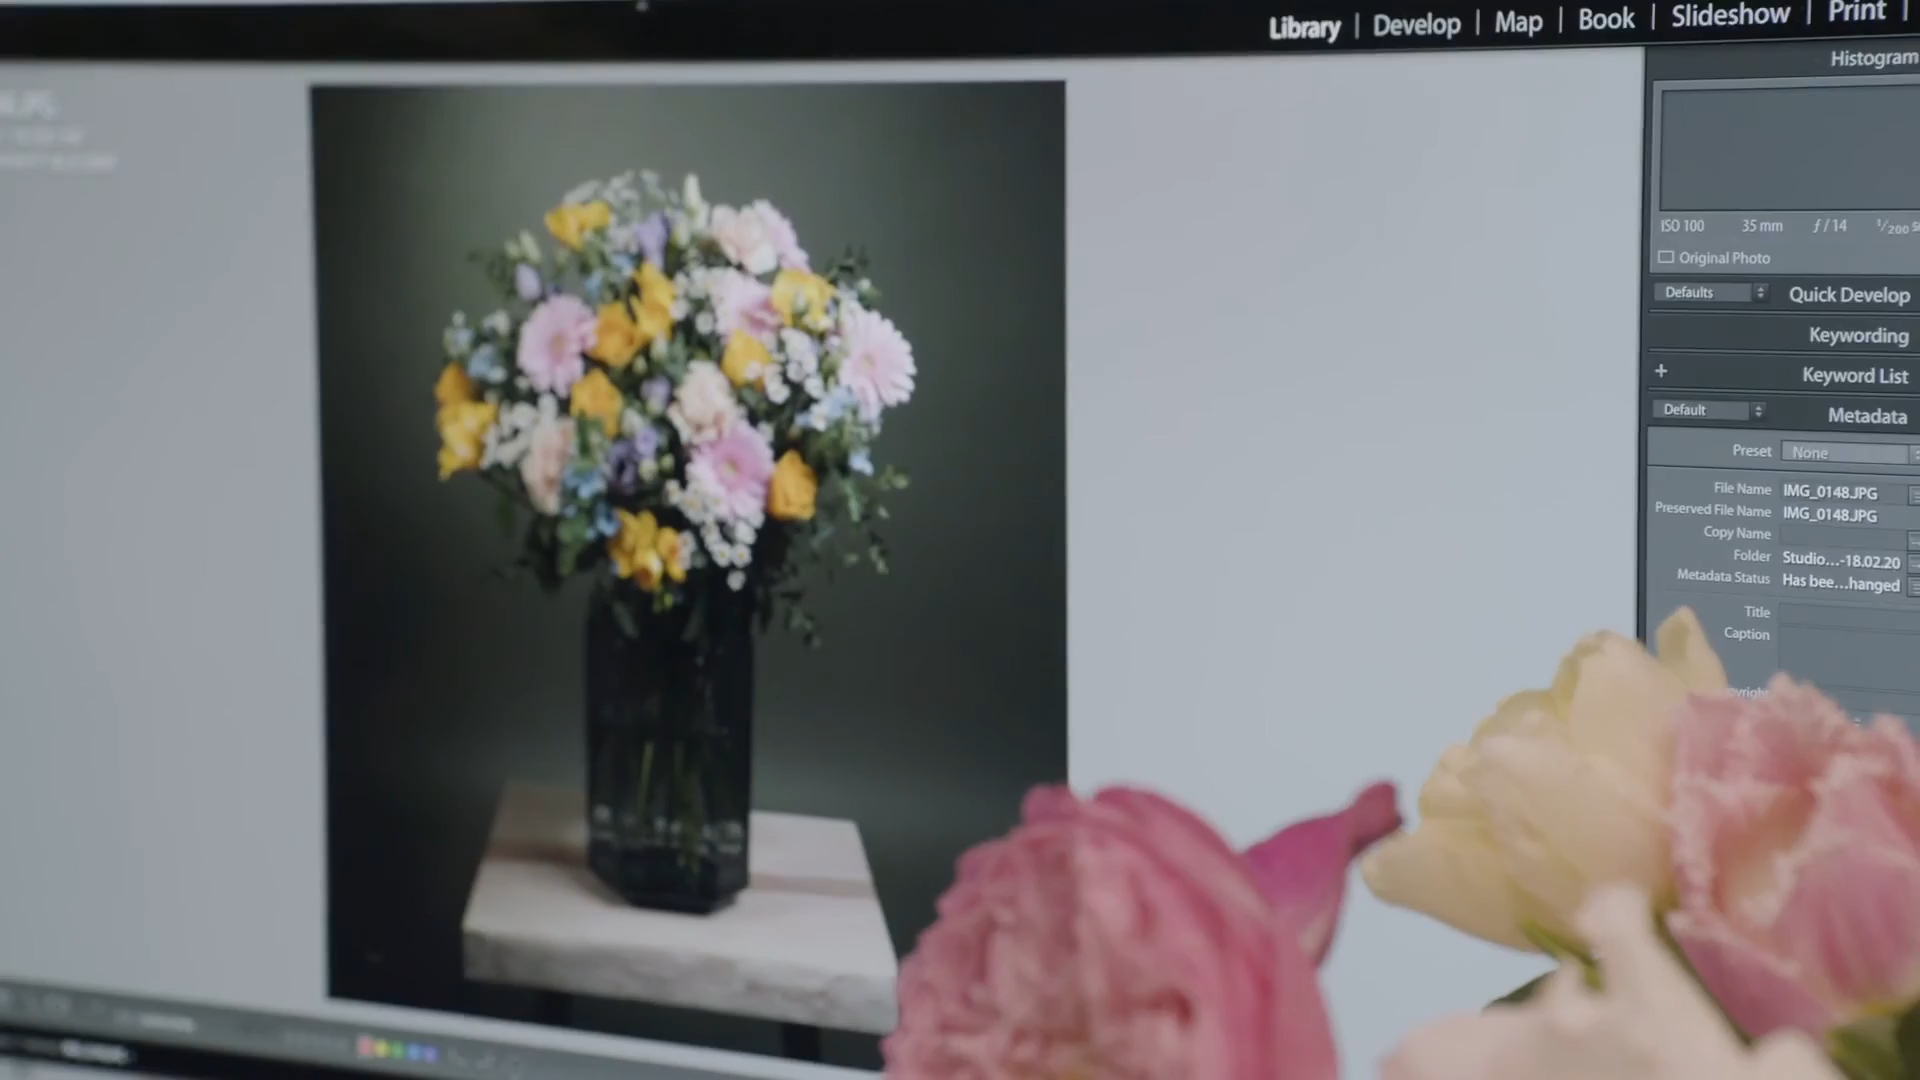 Library | Develop | Map | Book | Slideshow | Print |
Histogram
ISO 100 35 mm ƒ / 14 1/200 s
Original Photo
Defaults Quick Develop
Keywording
+ Keyword List
Default Metadata
Preset None
File Name IMG_0148.JPG
Preserved File Name IMG_0148.JPG
Copy Name
Folder Studio...-18.02.20
Metadata Status Has bee...hanged
Title
Caption